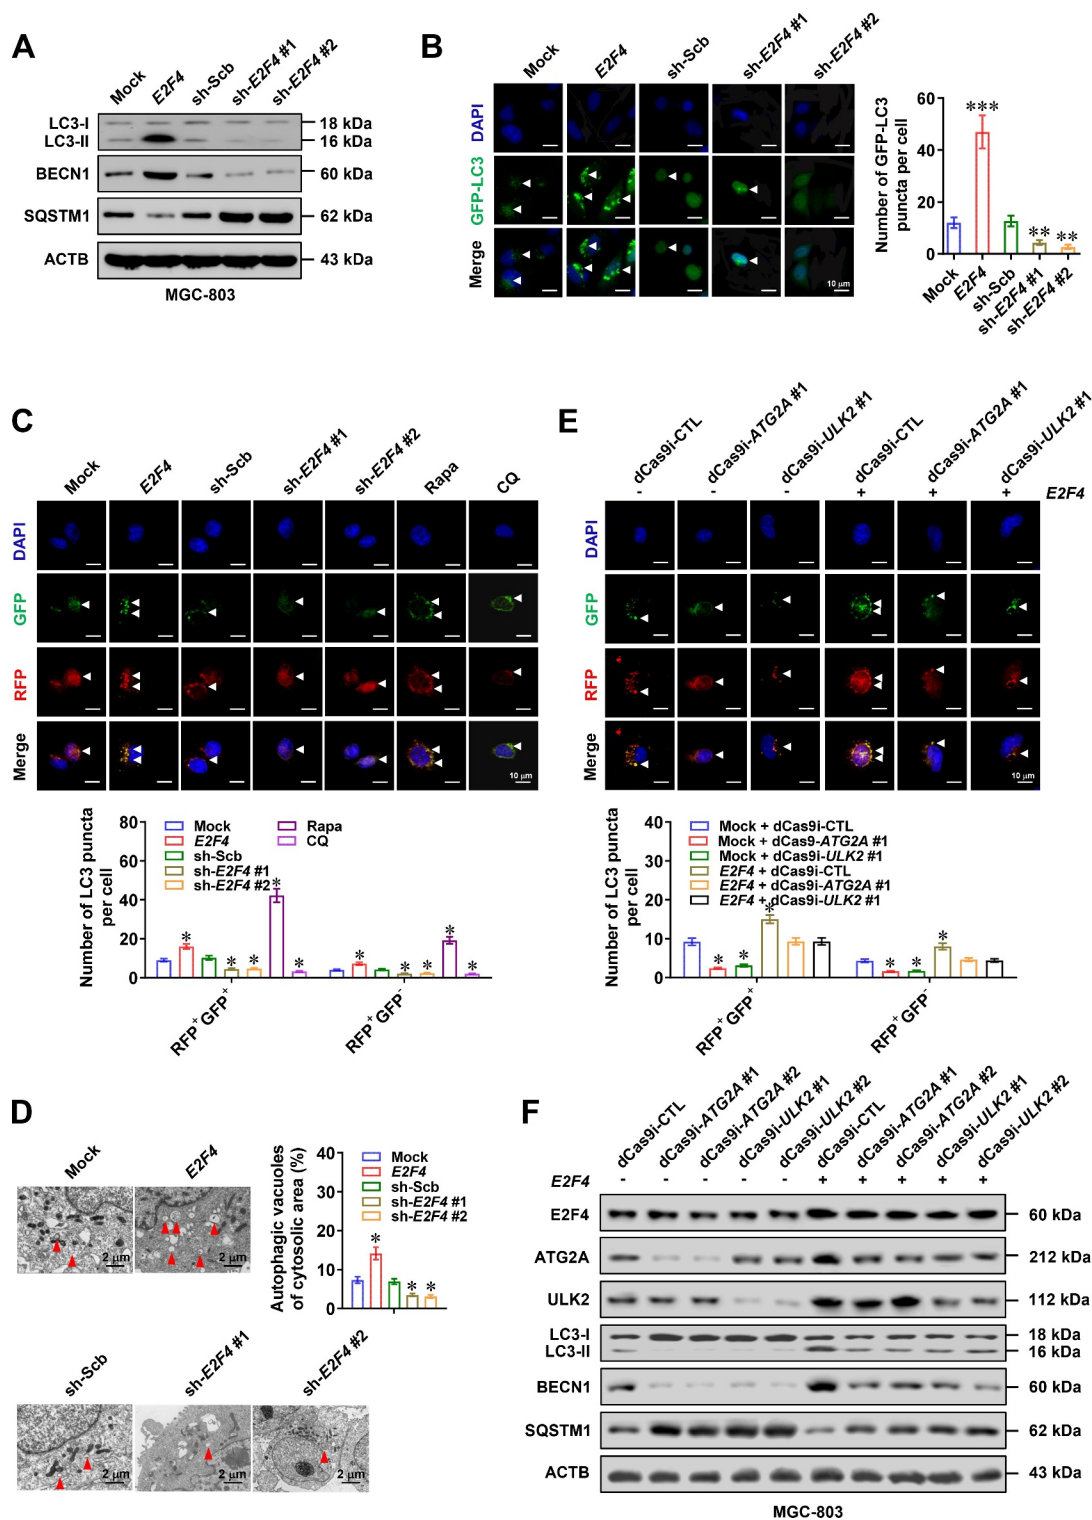 A
Mock
E2F4
sh-Scb
sh-E2F4 #1
sh-E2F4 #2
LC3-I
18 kDa
LC3-II
16 kDa
BECN1
60 kDa
SQSTM1
62 kDa
ACTB
43 kDa
MGC-803
B
Mock
E2F4
sh-Scb
sh-E2F4 #1
sh-E2F4 #2
DAPI
GFP-LC3
Merge
10 μm
Number of GFP-LC3
puncta per cell
60
40
20
0
***
**
**
Mock
E2F4
sh-Scb
sh-E2F4 #1
sh-E2F4 #2
C
Mock
E2F4
sh-Scb
sh-E2F4 #1
sh-E2F4 #2
Rapa
CQ
DAPI
GFP
RFP
Merge
10 μm
Number of LC3 puncta
per cell
80
60
40
20
0
Mock
E2F4
sh-Scb
sh-E2F4 #1
sh-E2F4 #2
Rapa
CQ
* * * * * * * * * *
RFP+GFP+
RFP+GFP-
E
dCas9i-CTL
dCas9i-ATG2A #1
dCas9i-ULK2 #1
dCas9i-CTL
dCas9i-ATG2A #1
dCas9i-ULK2 #1
- - - + + + E2F4
DAPI
GFP
RFP
Merge
10 μm
Number of LC3 puncta
per cell
40
30
20
10
0
Mock + dCas9i-CTL
Mock + dCas9-ATG2A #1
Mock + dCas9i-ULK2 #1
E2F4 + dCas9i-CTL
E2F4 + dCas9i-ATG2A #1
E2F4 + dCas9i-ULK2 #1
* * * * * *
RFP+GFP+
RFP+GFP-
D
Mock
E2F4
2 μm
2 μm
sh-Scb
sh-E2F4 #1
sh-E2F4 #2
2 μm
2 μm
2 μm
Autophagic vacuoles
of cytosolic area (%)
40
30
20
10
0
Mock
E2F4
sh-Scb
sh-E2F4 #1
sh-E2F4 #2
* * *
F
dCas9i-CTL
dCas9i-ATG2A #1
dCas9i-ATG2A #2
dCas9i-ULK2 #1
dCas9i-ULK2 #2
dCas9i-CTL
dCas9i-ATG2A #1
dCas9i-ATG2A #2
dCas9i-ULK2 #1
dCas9i-ULK2 #2
E2F4 - - - - - + + + + +
E2F4
60 kDa
ATG2A
212 kDa
ULK2
112 kDa
LC3-I
18 kDa
LC3-II
16 kDa
BECN1
60 kDa
SQSTM1
62 kDa
ACTB
43 kDa
MGC-803